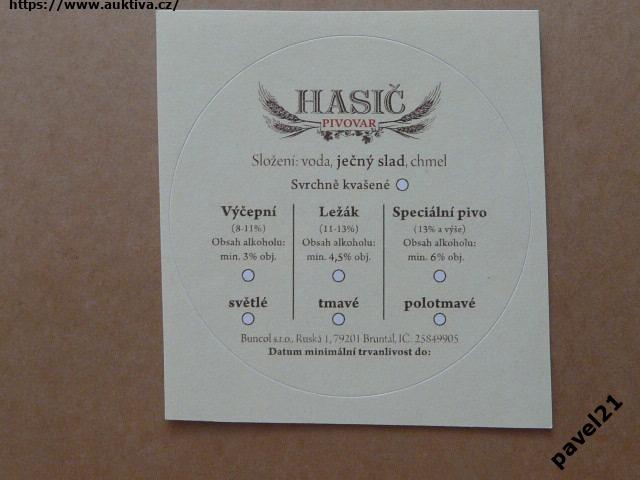 https://www.auktiva.cz/
HASIČ
PIVOVAR
Složení: voda, ječný slad, chmel
Svrchně kvašené
Výčepní Ležák Speciální pivo
(8-11%) (11-13%) (13% a výše)
Obsah alkoholu: Obsah alkoholu: Obsah alkoholu:
min. 3% obj. min. 4,5% obj. min. 6% obj.
světlé tmavé polotmavé
Buncol s.r.o., Ruská 1, 79201 Bruntál, IČ: 25849905
Datum minimální trvanlivost do:
pavel21